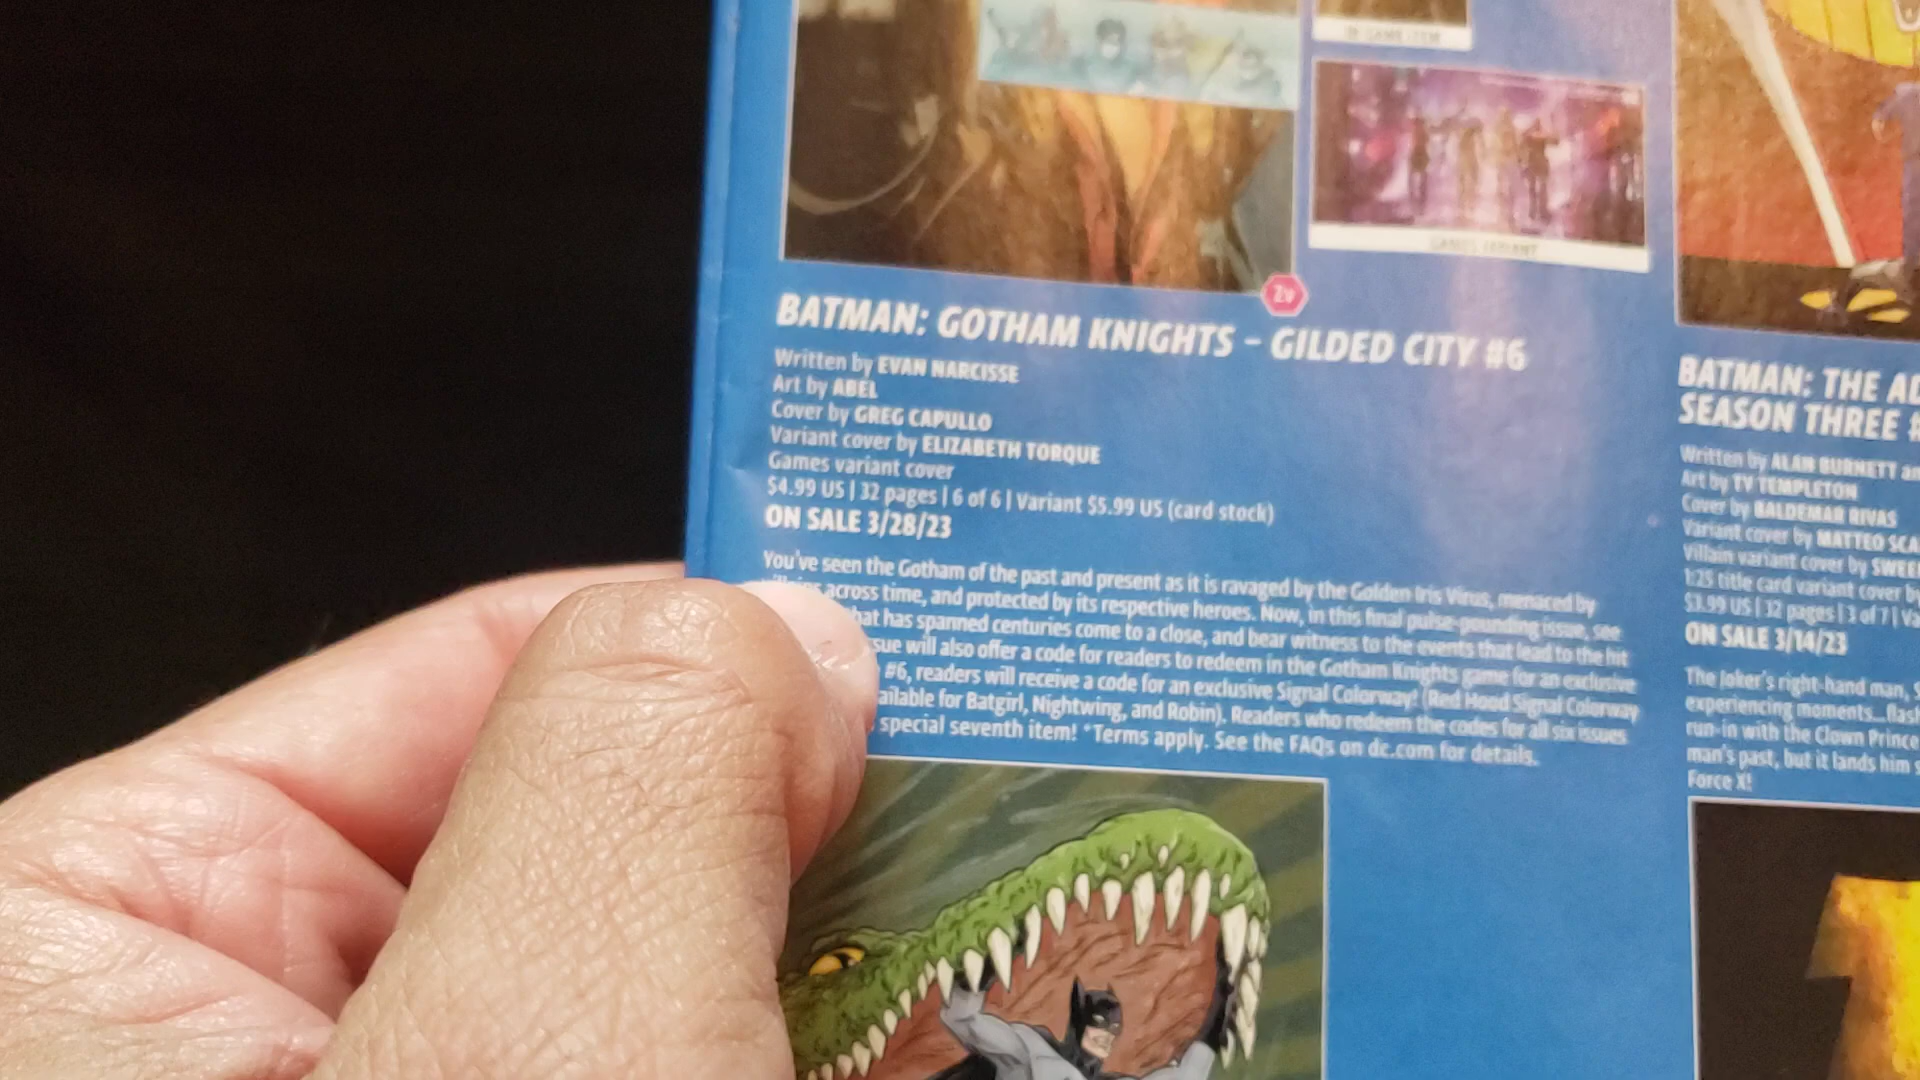 IN-GAME ITEM
GAMES VARIANT
BATMAN: GOTHAM KNIGHTS – GILDED CITY #6
Written by EVAN NARCISSE
Art by ABEL
Cover by GREG CAPULLO
Variant cover by ELIZABETH TORQUE
Games variant cover
$4.99 US | 32 pages | 6 of 6 | Variant $5.99 US (card stock)
ON SALE 3/28/23
You've seen the Gotham of the past and present as it is ravaged by the Golden Iris Virus, menaced by
across time, and protected by its respective heroes. Now, in this final pulse-pounding issue, see
has spanned centuries come to a close, and bear witness to the events that lead to the hit
will also offer a code for readers to redeem in the Gotham Knights game for an exclusive
#6, readers will receive a code for an exclusive Signal Colorway! (Red Hood Signal Colorway
for Batgirl, Nightwing, and Robin). Readers who redeem the codes for all six issues
special seventh item! *Terms apply. See the FAQs on dc.com for details.
BATMAN: THE AD
SEASON THREE #
Written by ALAN BURNETT an
Art by TY TEMPLETON
Cover by BALDEMAR RIVAS
Variant cover by MATTEO SCA
Villain variant cover by SWEE
1:25 title card variant cover by
$3.99 US | 32 pages | 3 of 7 | Va
ON SALE 3/14/23
The Joker's right-hand man, S
experiencing moments...flas
run-in with the Clown Prince
man's past, but it lands him s
Force X!